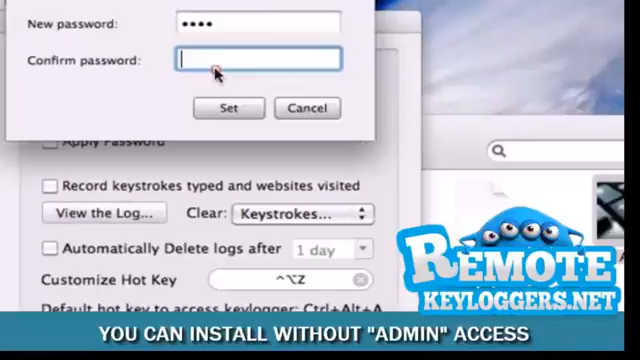 New password: ••••
Confirm password:
Set Cancel
Apply Password
Record keystrokes typed and websites visited
View the Log... Clear: Keystrokes...
Automatically Delete logs after 1 day
Customize Hot Key ^⌥Z
Default hot key to access keylogger: Ctrl+Alt+A
REMOTE
KEYLOGGERS.NET
YOU CAN INSTALL WITHOUT "ADMIN" ACCESS